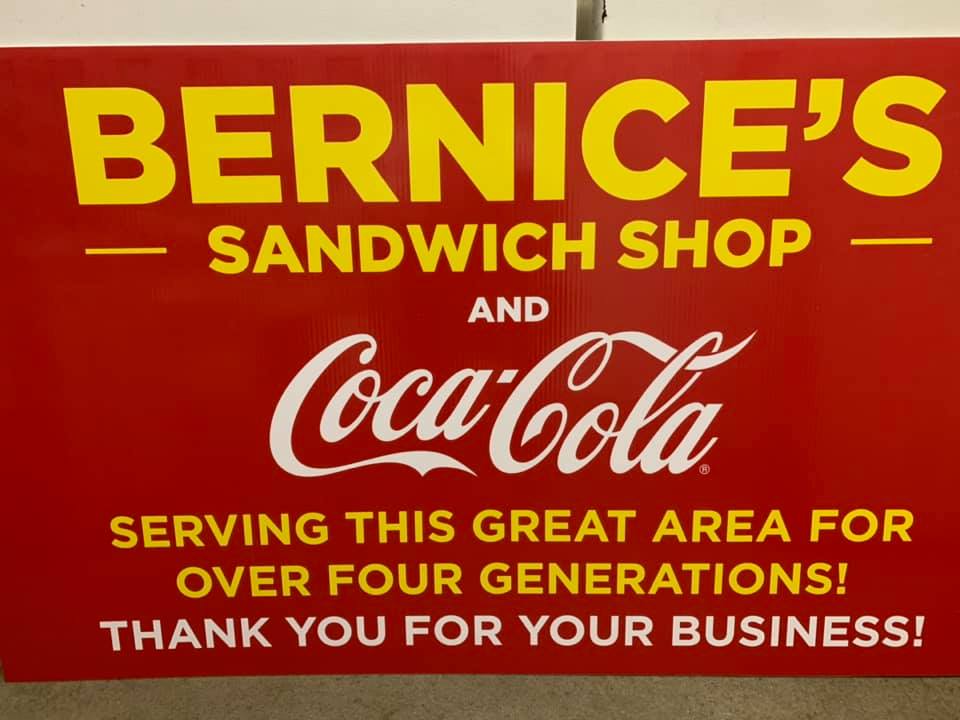 BERNICE'S
SANDWICH SHOP
AND
Coca-Cola®
SERVING THIS GREAT AREA FOR
OVER FOUR GENERATIONS!
THANK YOU FOR YOUR BUSINESS!